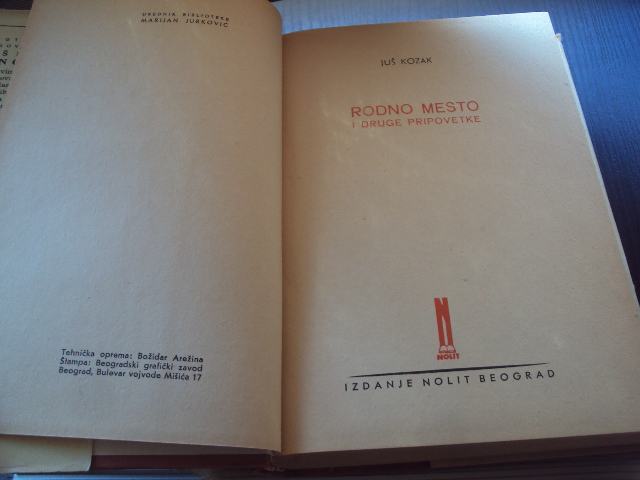 UREDNIK BIBLIOTEKE
MARIJAN JURKOVIĆ
Tehnička oprema: Božidar Arežina
Štampa: Beogradski grafički zavod
Beograd, Bulevar vojvode Mišića 17
JUŠ KOZAK
RODNO MESTO
I DRUGE PRIPOVETKE
N
NOLIT
IZDANJE NOLIT BEOGRAD